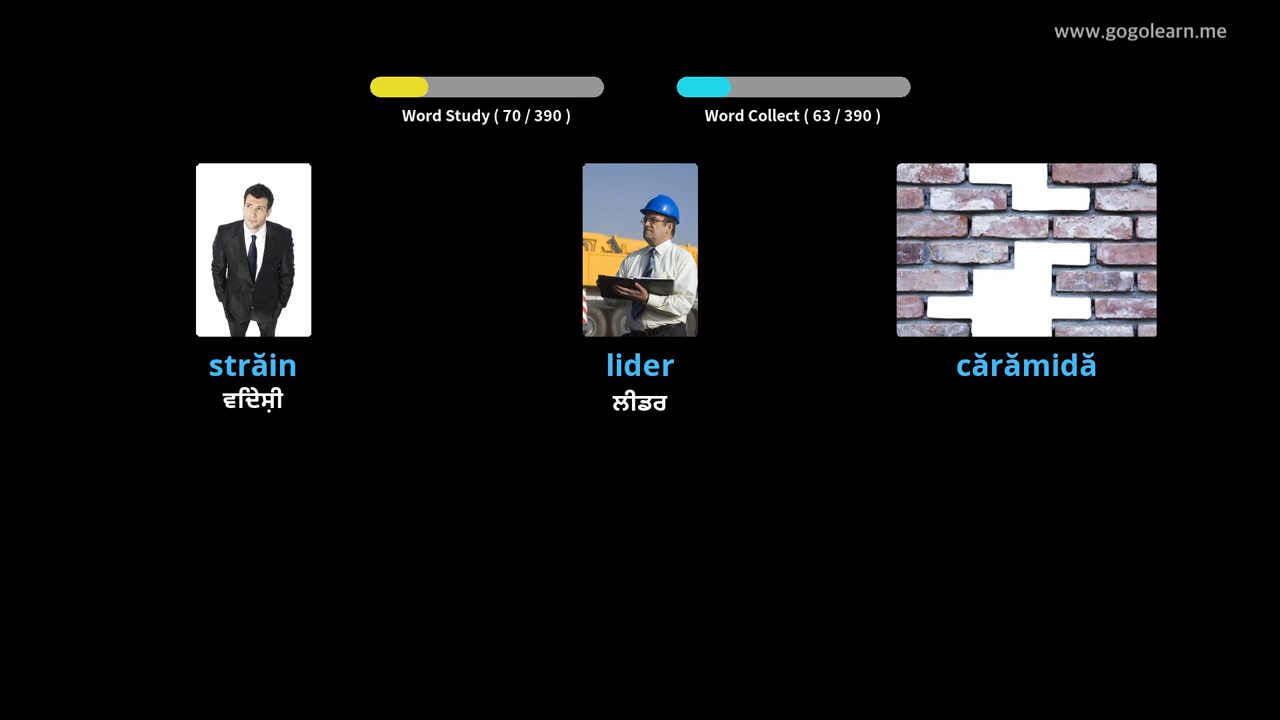 www.gogolearn.me
Word Study ( 70 / 390 )
Word Collect ( 63 / 390 )
străin
lider
cărămidă
ਵਿਦੇਸ਼ੀ
ਲੀਡਰ